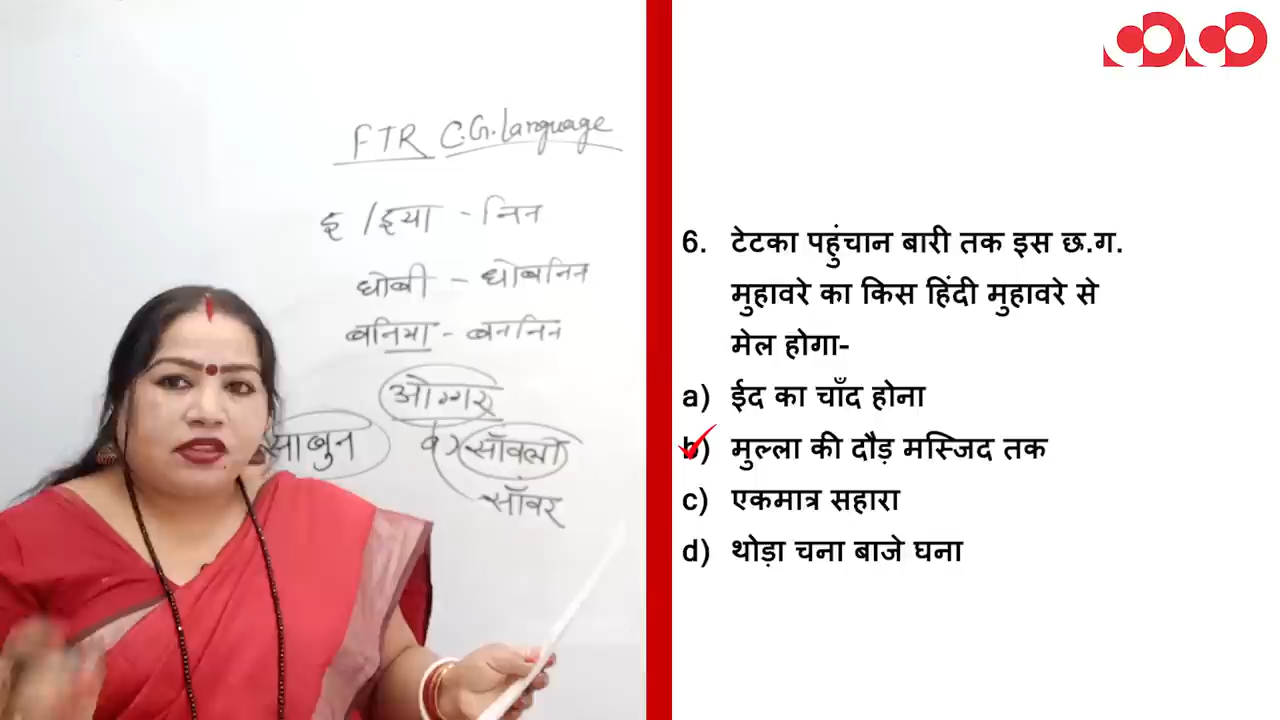 FTR C.G. Language
इ / इया - निन
धोबी - धोबनिन
बनिया - बननिन
ओग्गर
साबुन
साँवलो
साँवर
6. टेटका पहुंचान बारी तक इस छ.ग.
मुहावरे का किस हिंदी मुहावरे से
मेल होगा-
a) ईद का चाँद होना
b) मुल्ला की दौड़ मस्जिद तक
c) एकमात्र सहारा
d) थोड़ा चना बाजे घना